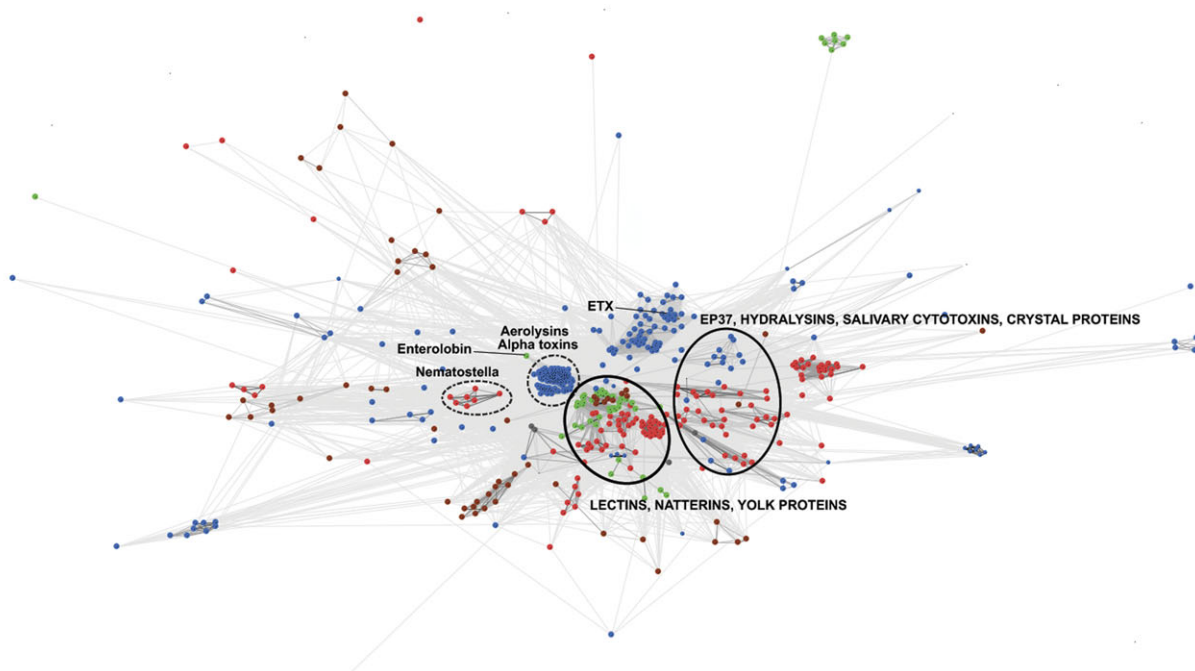 ETX
EP37, HYDRALYSINS, SALIVARY CYTOTOXINS, CRYSTAL PROTEINS
Aerolysins
Alpha toxins
Enterolobin
Nematostella
LECTINS, NATTERINS, YOLK PROTEINS